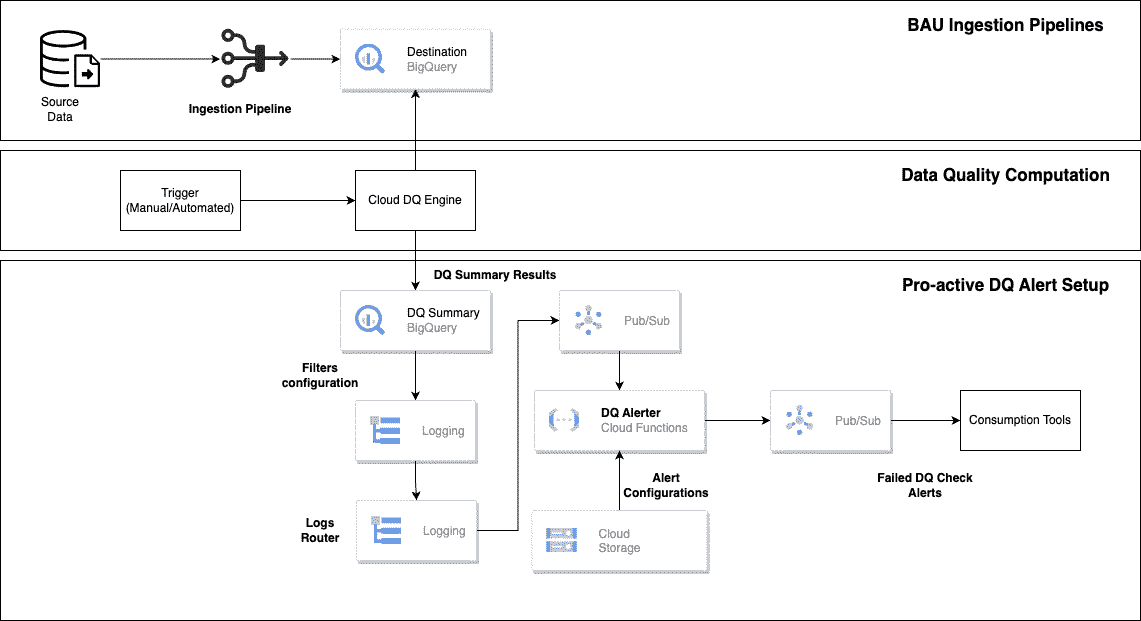 BAU Ingestion Pipelines
Destination
BigQuery
Source
Data
Ingestion Pipeline
Data Quality Computation
Trigger
(Manual/Automated)
Cloud DQ Engine
DQ Summary Results
Pro-active DQ Alert Setup
DQ Summary
BigQuery
Pub/Sub
Filters
configuration
Logging
DQ Alerter
Cloud Functions
Pub/Sub
Consumption Tools
Alert
Configurations
Failed DQ Check
Alerts
Logs
Router
Logging
Cloud
Storage